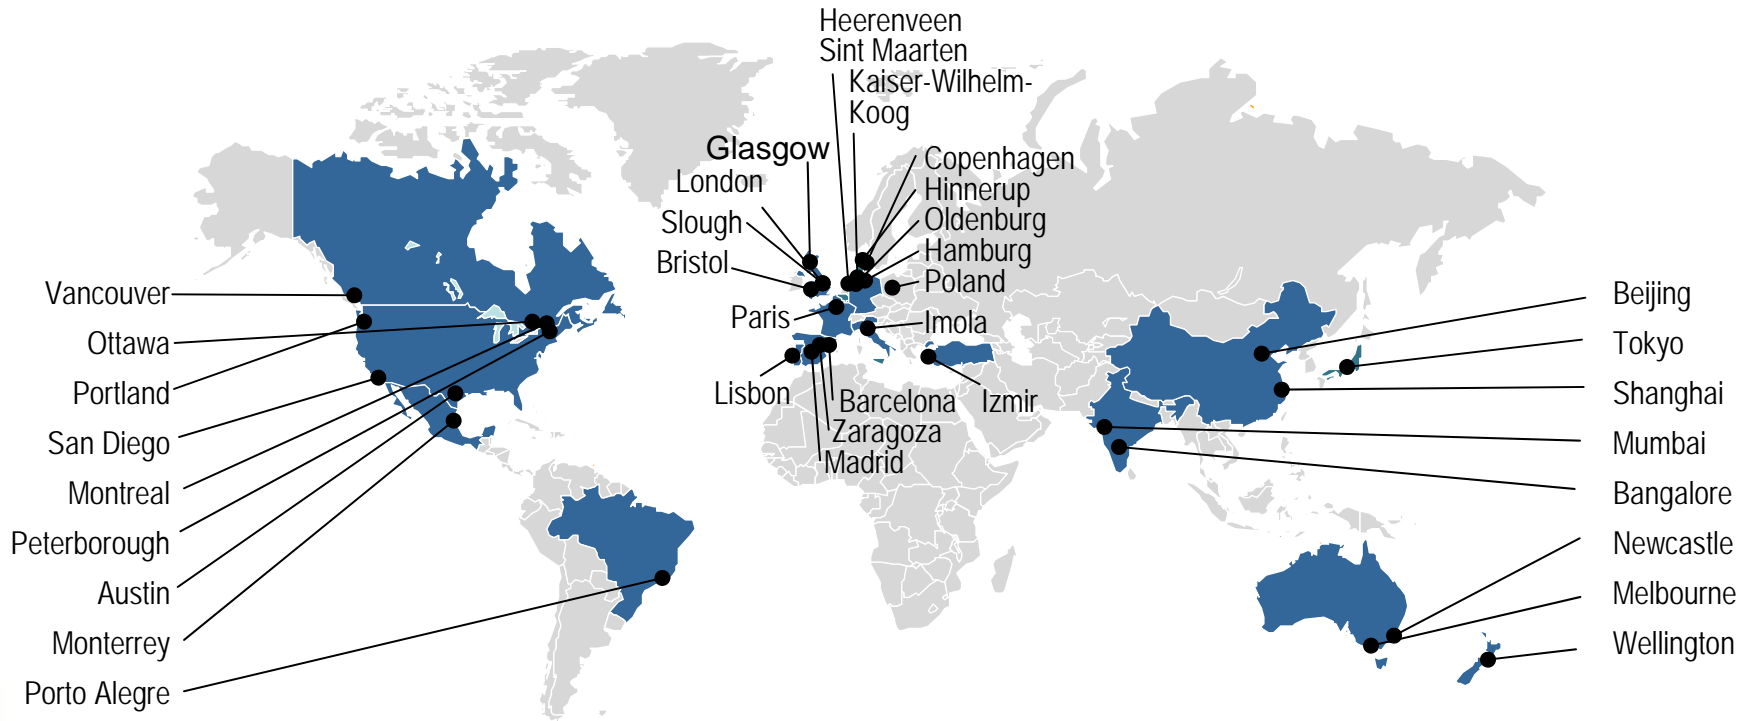 Heerenveen
Sint Maarten
Kaiser-Wilhelm-
Koog
Glasgow
London
Slough
Bristol
Copenhagen
Hinnerup
Oldenburg
Hamburg
Poland
Paris
Imola
Lisbon
Barcelona
Zaragoza
Madrid
Izmir
Vancouver
Ottawa
Portland
San Diego
Montreal
Peterborough
Austin
Monterrey
Porto Alegre
Beijing
Tokyo
Shanghai
Mumbai
Bangalore
Newcastle
Melbourne
Wellington